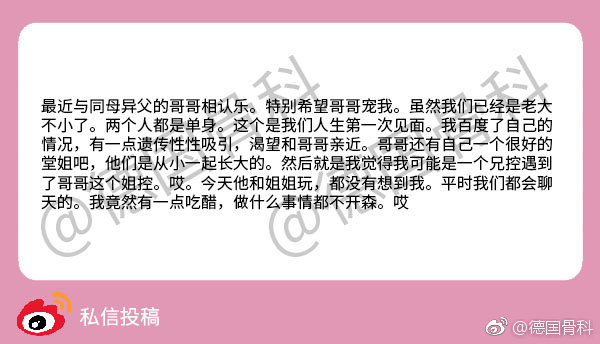 最近与同母异父的哥哥相认乐。特别希望哥哥宠我。虽然我们已经是老大
不小了。两个人都是单身。这个是我们人生第一次见面。我百度了自己的
情况，有一点遗传性性吸引，渴望和哥哥亲近。哥哥还有自己一个很好的
堂姐吧，他们是从小一起长大的。然后就是我觉得我可能是一个兄控遇到
了哥哥这个姐控。哎。今天他和姐姐玩，都没有想到我。平时我们都会聊
天的。我竟然有一点吃醋，做什么事情都不开森。哎
@德国骨科
@德国骨科
私信投稿
@德国骨科